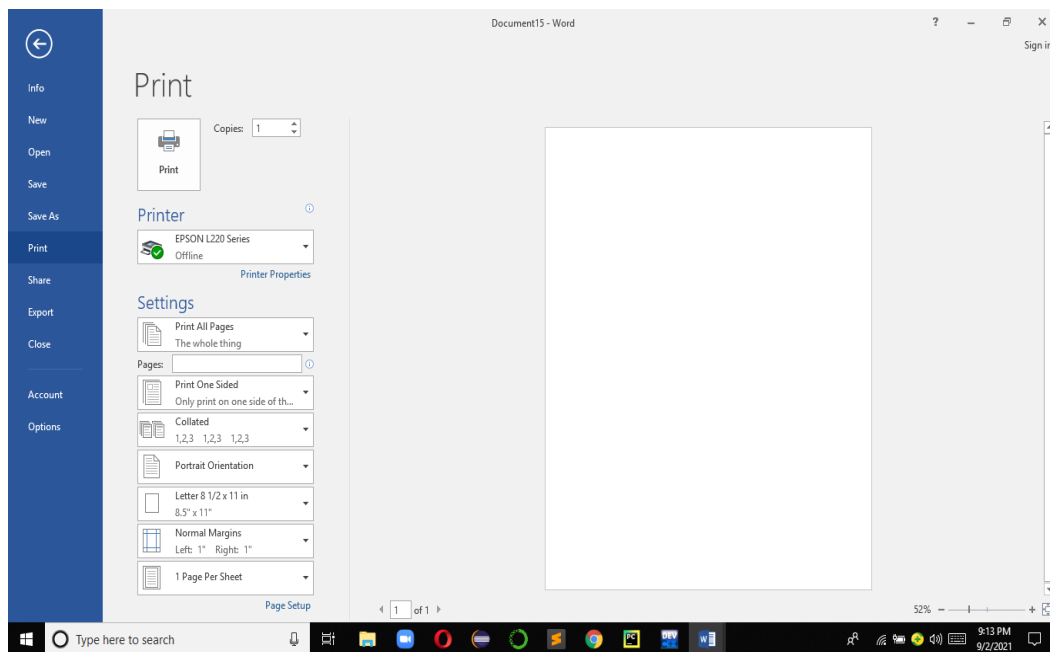 Document15 - Word
?
Sign in
Info
New
Open
Save
Save As
Print
Share
Export
Close
Account
Options
Print
Copies: 1
Print
Printer
EPSON L220 Series
Offline
Printer Properties
Settings
Print All Pages
The whole thing
Pages:
Print One Sided
Only print on one side of th...
Collated
1,2,3 1,2,3 1,2,3
Portrait Orientation
Letter 8 1/2 x 11 in
8.5" x 11"
Normal Margins
Left: 1" Right: 1"
1 Page Per Sheet
Page Setup
1 of 1
52%
Type here to search
PC
DEV
9:13 PM
9/2/2021